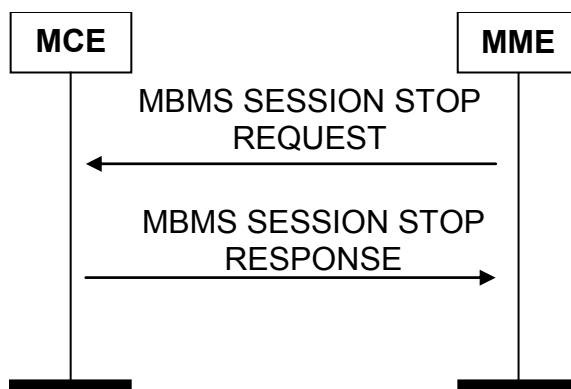 MCE
MME
MBMS SESSION STOP
REQUEST
MBMS SESSION STOP
RESPONSE